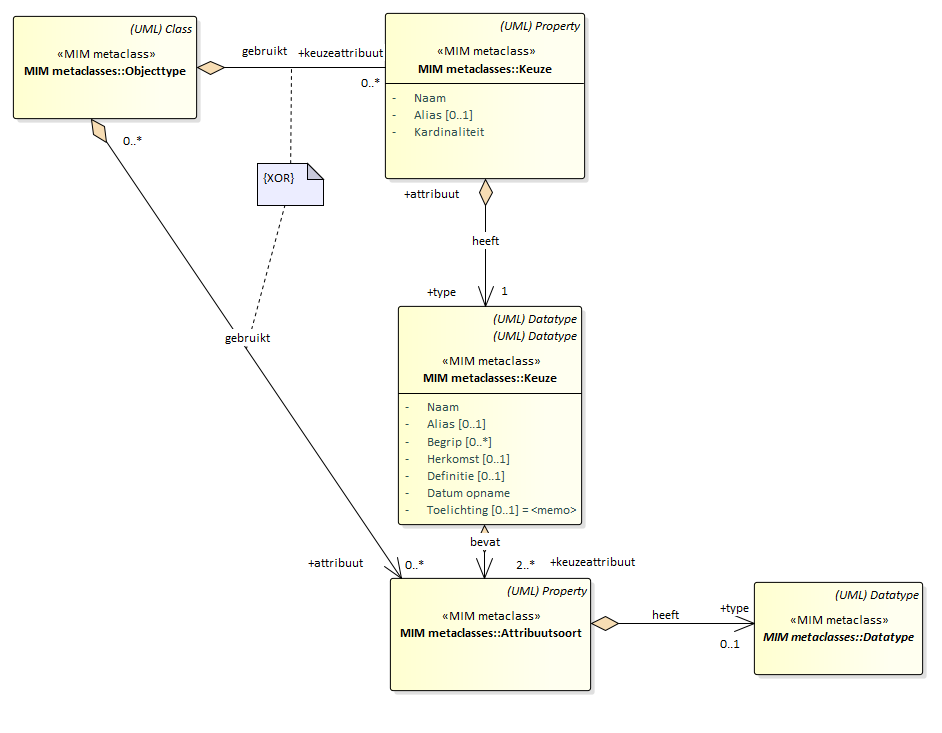 (UML) Class
«MIM metaclass»
MIM metaclasses::Objecttype
gebruikt
+keuzeattribuut
0..*
(UML) Property
«MIM metaclass»
MIM metaclasses::Keuze
- Naam
- Alias [0..1]
- Kardinaliteit
0..*
{XOR}
+attribuut
heeft
+type
1
gebruikt
(UML) Datatype
(UML) Datatype
«MIM metaclass»
MIM metaclasses::Keuze
- Naam
- Alias [0..1]
- Begrip [0..*]
- Herkomst [0..1]
- Definitie [0..1]
- Datum opname
- Toelichting [0..1] = <memo>
bevat
+attribuut
0..*
2..*
+keuzeattribuut
(UML) Property
«MIM metaclass»
MIM metaclasses::Attribuutsoort
heeft
+type
0..1
(UML) Datatype
«MIM metaclass»
MIM metaclasses::Datatype